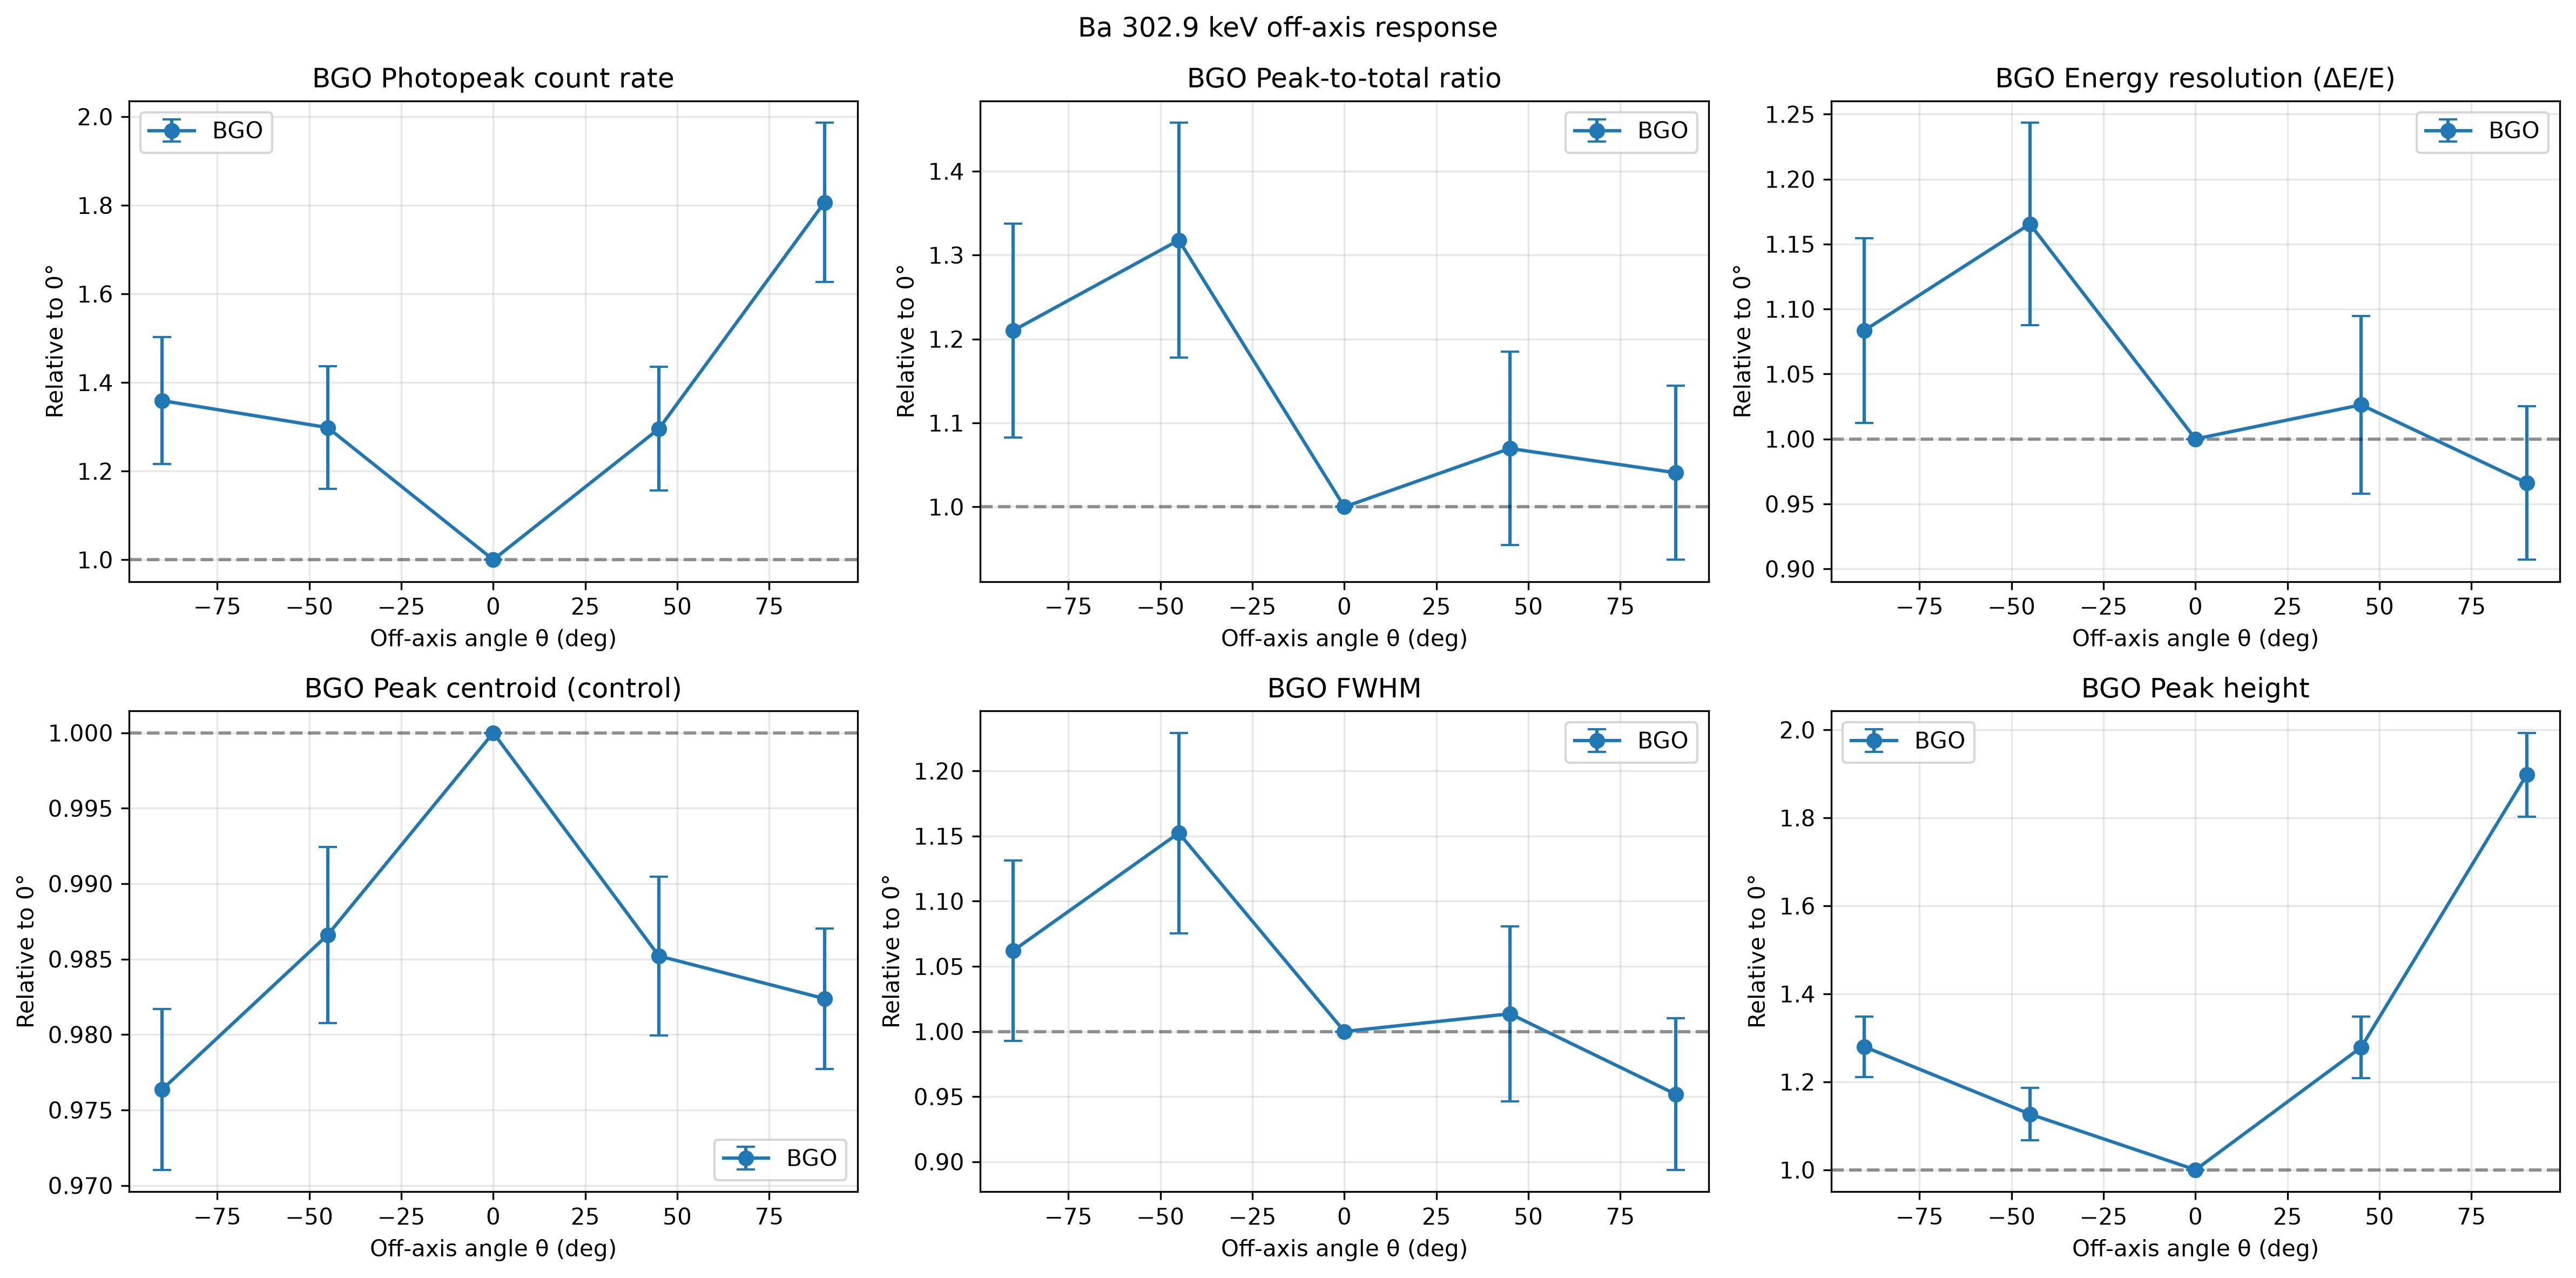 Ba 302.9 keV off-axis response
BGO Photopeak count rate
2.0
1.8
1.6
1.4
1.2
1.0
Relative to 0°
BGO
−75 −50 −25 0 25 50 75
Off-axis angle θ (deg)
BGO Peak-to-total ratio
1.4
1.3
1.2
1.1
1.0
Relative to 0°
BGO
−75 −50 −25 0 25 50 75
Off-axis angle θ (deg)
BGO Energy resolution (ΔE/E)
1.25
1.20
1.15
1.10
1.05
1.00
0.95
0.90
Relative to 0°
BGO
−75 −50 −25 0 25 50 75
Off-axis angle θ (deg)
BGO Peak centroid (control)
1.000
0.995
0.990
0.985
0.980
0.975
0.970
Relative to 0°
BGO
−75 −50 −25 0 25 50 75
Off-axis angle θ (deg)
BGO FWHM
1.20
1.15
1.10
1.05
1.00
0.95
0.90
Relative to 0°
BGO
−75 −50 −25 0 25 50 75
Off-axis angle θ (deg)
BGO Peak height
2.0
1.8
1.6
1.4
1.2
1.0
Relative to 0°
BGO
−75 −50 −25 0 25 50 75
Off-axis angle θ (deg)